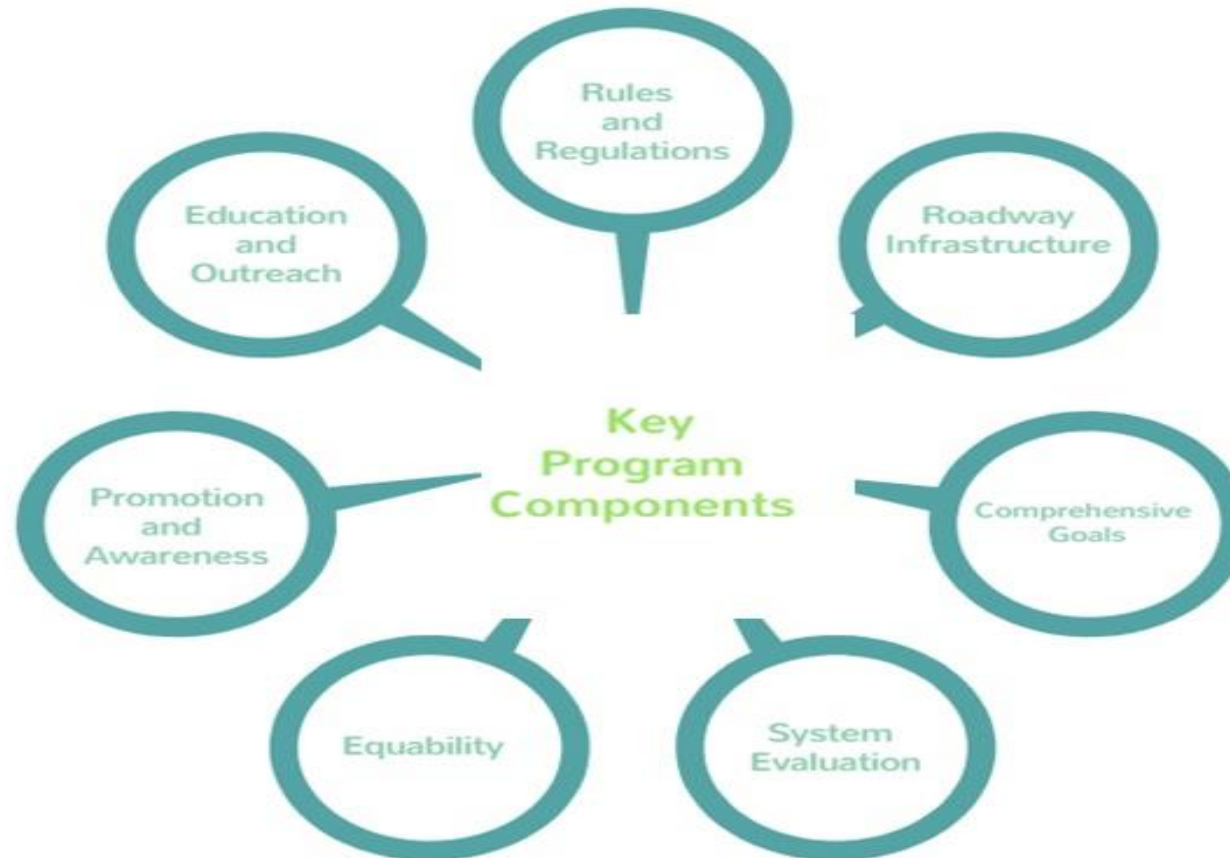 Rules
and
Regulations
Roadway
Infrastructure
Comprehensive
Goals
System
Evaluation
Equability
Promotion
and
Awareness
Education
and
Outreach
Key
Program
Components